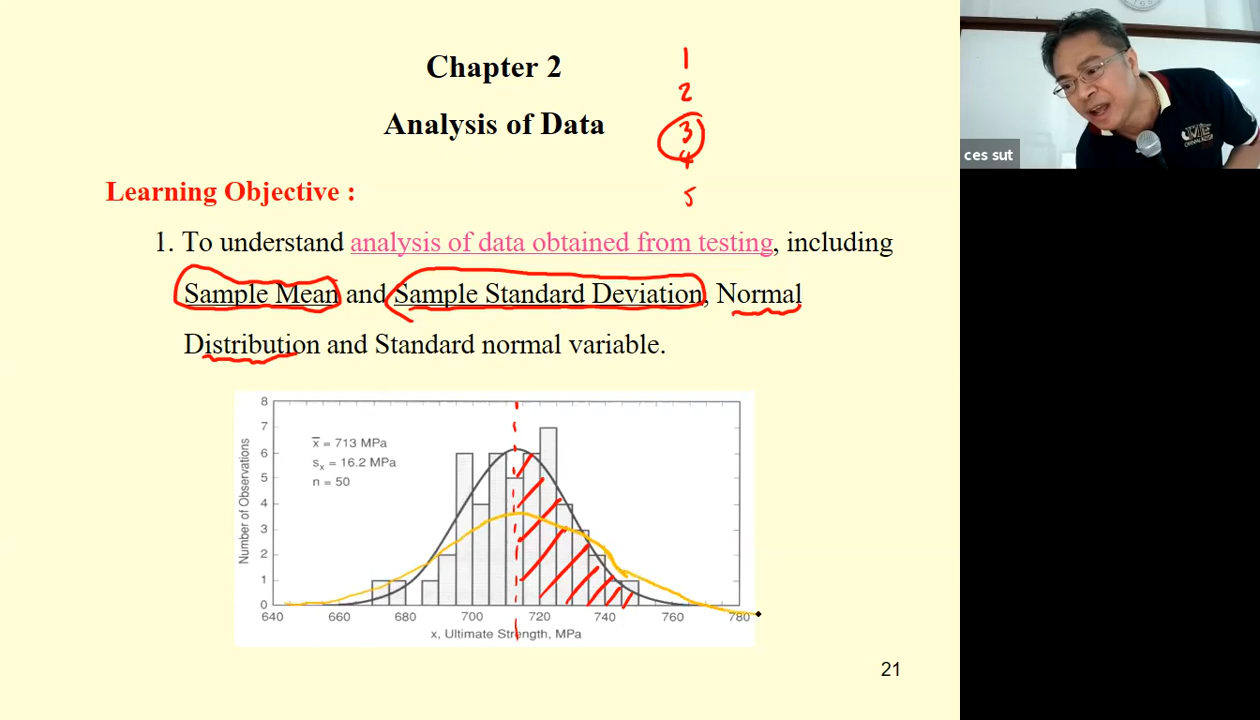 Chapter 2
Analysis of Data
1
2
3
4
5
Learning Objective :
1. To understand analysis of data obtained from testing, including
Sample Mean and Sample Standard Deviation, Normal
Distribution and Standard normal variable.
8
7
6
5
4
3
2
1
0
Number of Observations
x̄ = 713 MPa
sₓ = 16.2 MPa
n = 50
640 660 680 700 720 740 760 780
x, Ultimate Strength, MPa
21
ces sut